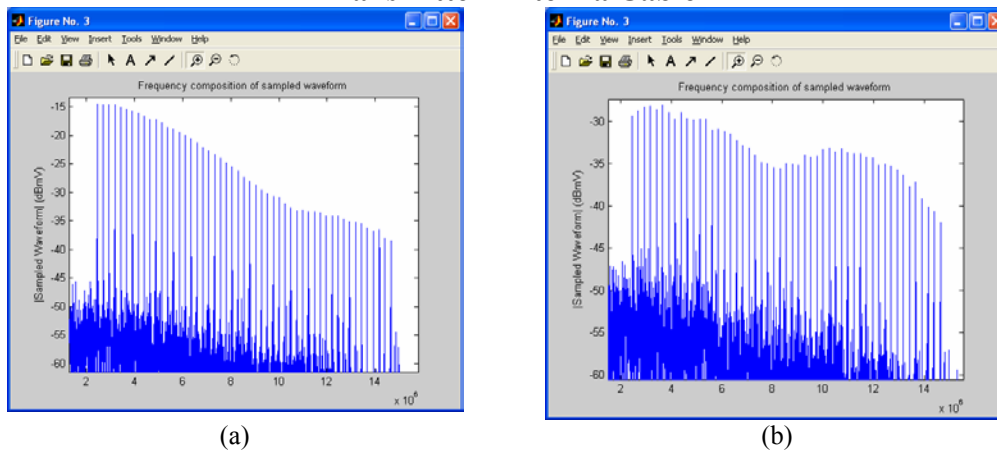 Figure No. 3
File Edit View Insert Tools Window Help
Frequency composition of sampled waveform
|Sampled Waveform| (dBmV)
-15
-20
-25
-30
-35
-40
-45
-50
-55
-60
2 4 6 8 10 12 14
x 10^6
(a)
Figure No. 3
File Edit View Insert Tools Window Help
Frequency composition of sampled waveform
|Sampled Waveform| (dBmV)
-30
-35
-40
-45
-50
-55
-60
2 4 6 8 10 12 14
x 10^6
(b)